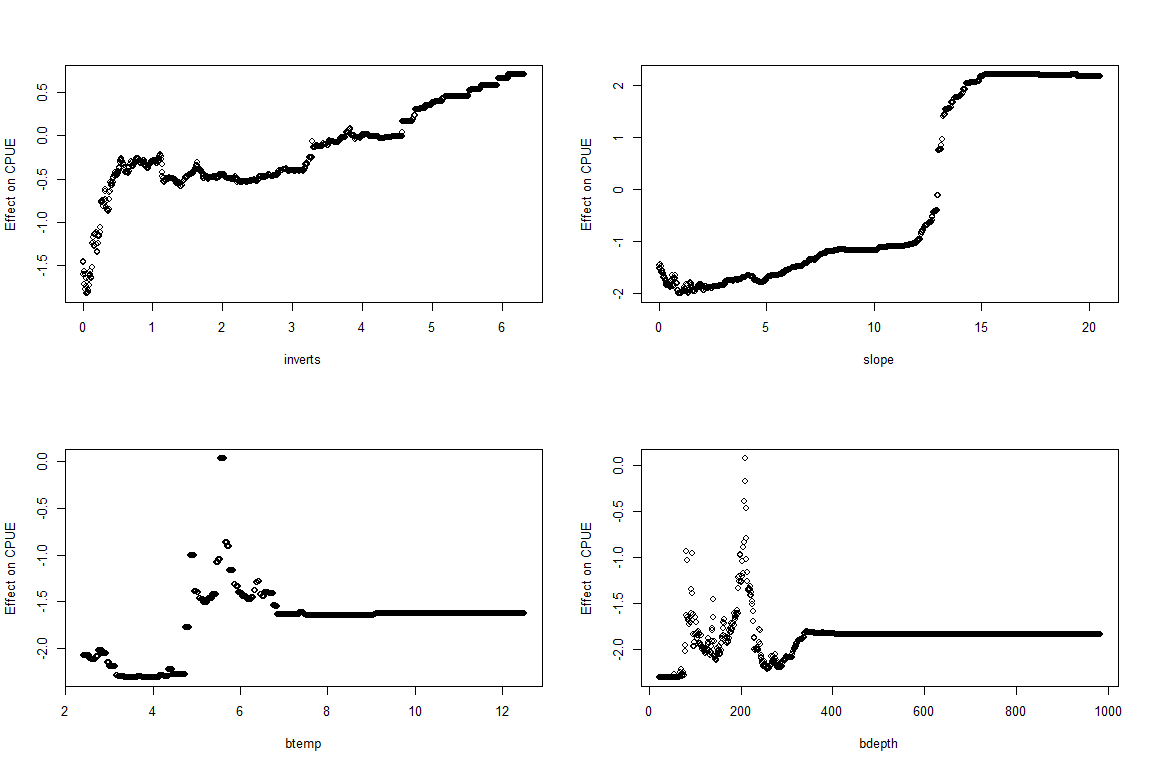 Effect on CPUE
0.5
0.0
-0.5
-1.0
-1.5
0 1 2 3 4 5 6
inverts
Effect on CPUE
2
1
0
-1
-2
0 5 10 15 20
slope
Effect on CPUE
0.0
-0.5
-1.0
-1.5
-2.0
2 4 6 8 10 12
btemp
Effect on CPUE
0.0
-0.5
-1.0
-1.5
-2.0
0 200 400 600 800 1000
bdepth